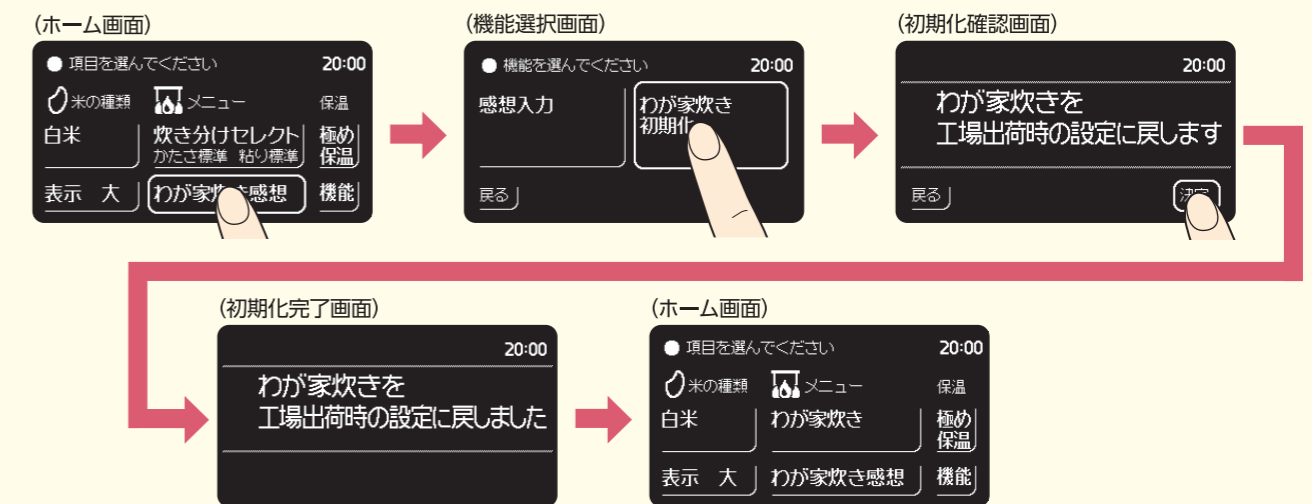 (ホーム画面)
● 項目を選んでください 20:00
米の種類 メニュー 保温
白米 炊き分けセレクト 極め
かたさ標準 粘り標準 保温
表示 大 わが家炊き感想 機能
(機能選択画面)
● 機能を選んでください 20:00
感想入力 わが家炊き
初期化
戻る
(初期化確認画面)
20:00
わが家炊きを
工場出荷時の設定に戻します
戻る 決定
(初期化完了画面)
20:00
わが家炊きを
工場出荷時の設定に戻しました
(ホーム画面)
● 項目を選んでください 20:00
米の種類 メニュー 保温
白米 わが家炊き 極め
保温
表示 大 わが家炊き感想 機能